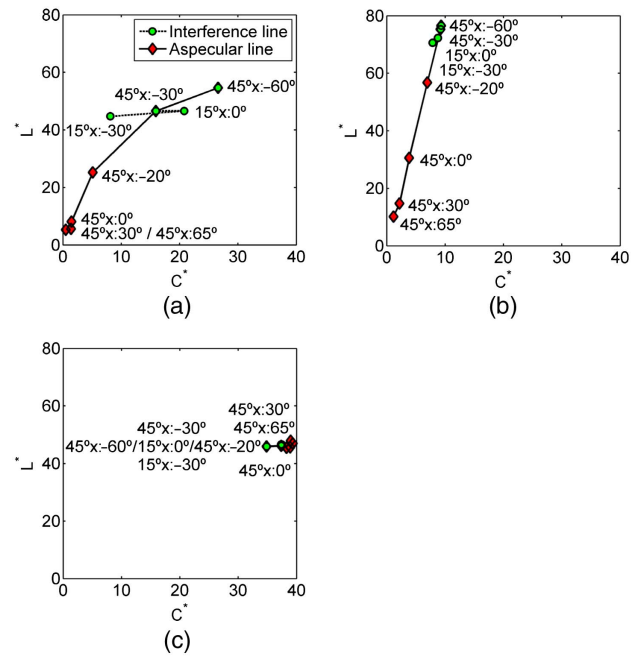 Interference line
Aspecular line
80
60
40
20
0
L*
45ºx:–60º
45ºx:–30º
15ºx:0º
15ºx:–30º
45ºx:–20º
45ºx:0º
45ºx:30º / 45ºx:65º
0 10 20 30 40
C*
(a)
80
60
40
20
0
L*
45ºx:–60º
45ºx:–30º
15ºx:0º
15ºx:–30º
45ºx:–20º
45ºx:0º
45ºx:30º
45ºx:65º
0 10 20 30 40
C*
(b)
80
60
40
20
0
L*
45ºx:30º
45ºx:–30º 45ºx:65º
45ºx:–60º/15ºx:0º/45ºx:–20º
15ºx:–30º 45ºx:0º
0 10 20 30 40
C*
(c)